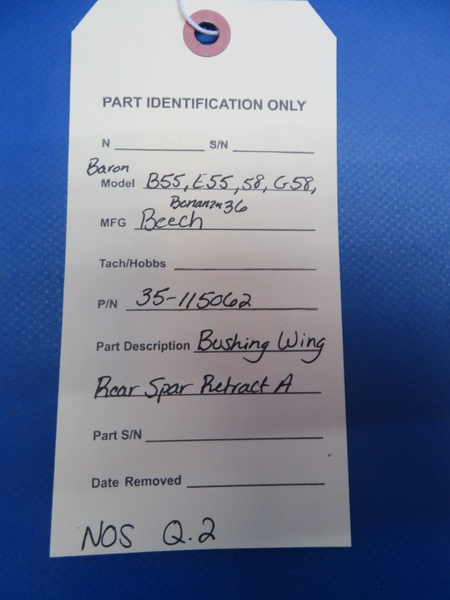 PART IDENTIFICATION ONLY
N S/N
Baron
Model B55, E55, 58, G58,
Bonanza 36
MFG Beech
Tach/Hobbs
P/N 35-115062
Part Description Bushing Wing
Rear Spar Retract A
Part S/N
Date Removed
NOS Q.2